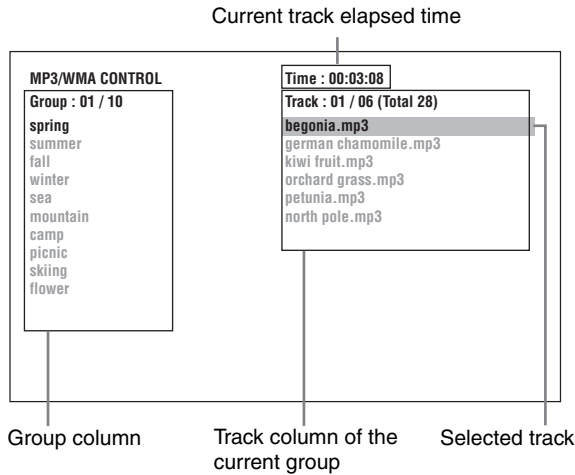 Current track elapsed time
MP3/WMA CONTROL
Time : 00:03:08
Group : 01 / 10
spring
summer
fall
winter
sea
mountain
camp
picnic
skiing
flower
Track : 01 / 06 (Total 28)
begonia.mp3
german chamomile.mp3
kiwi fruit.mp3
orchard grass.mp3
petunia.mp3
north pole.mp3
Group column
Track column of the
current group
Selected track